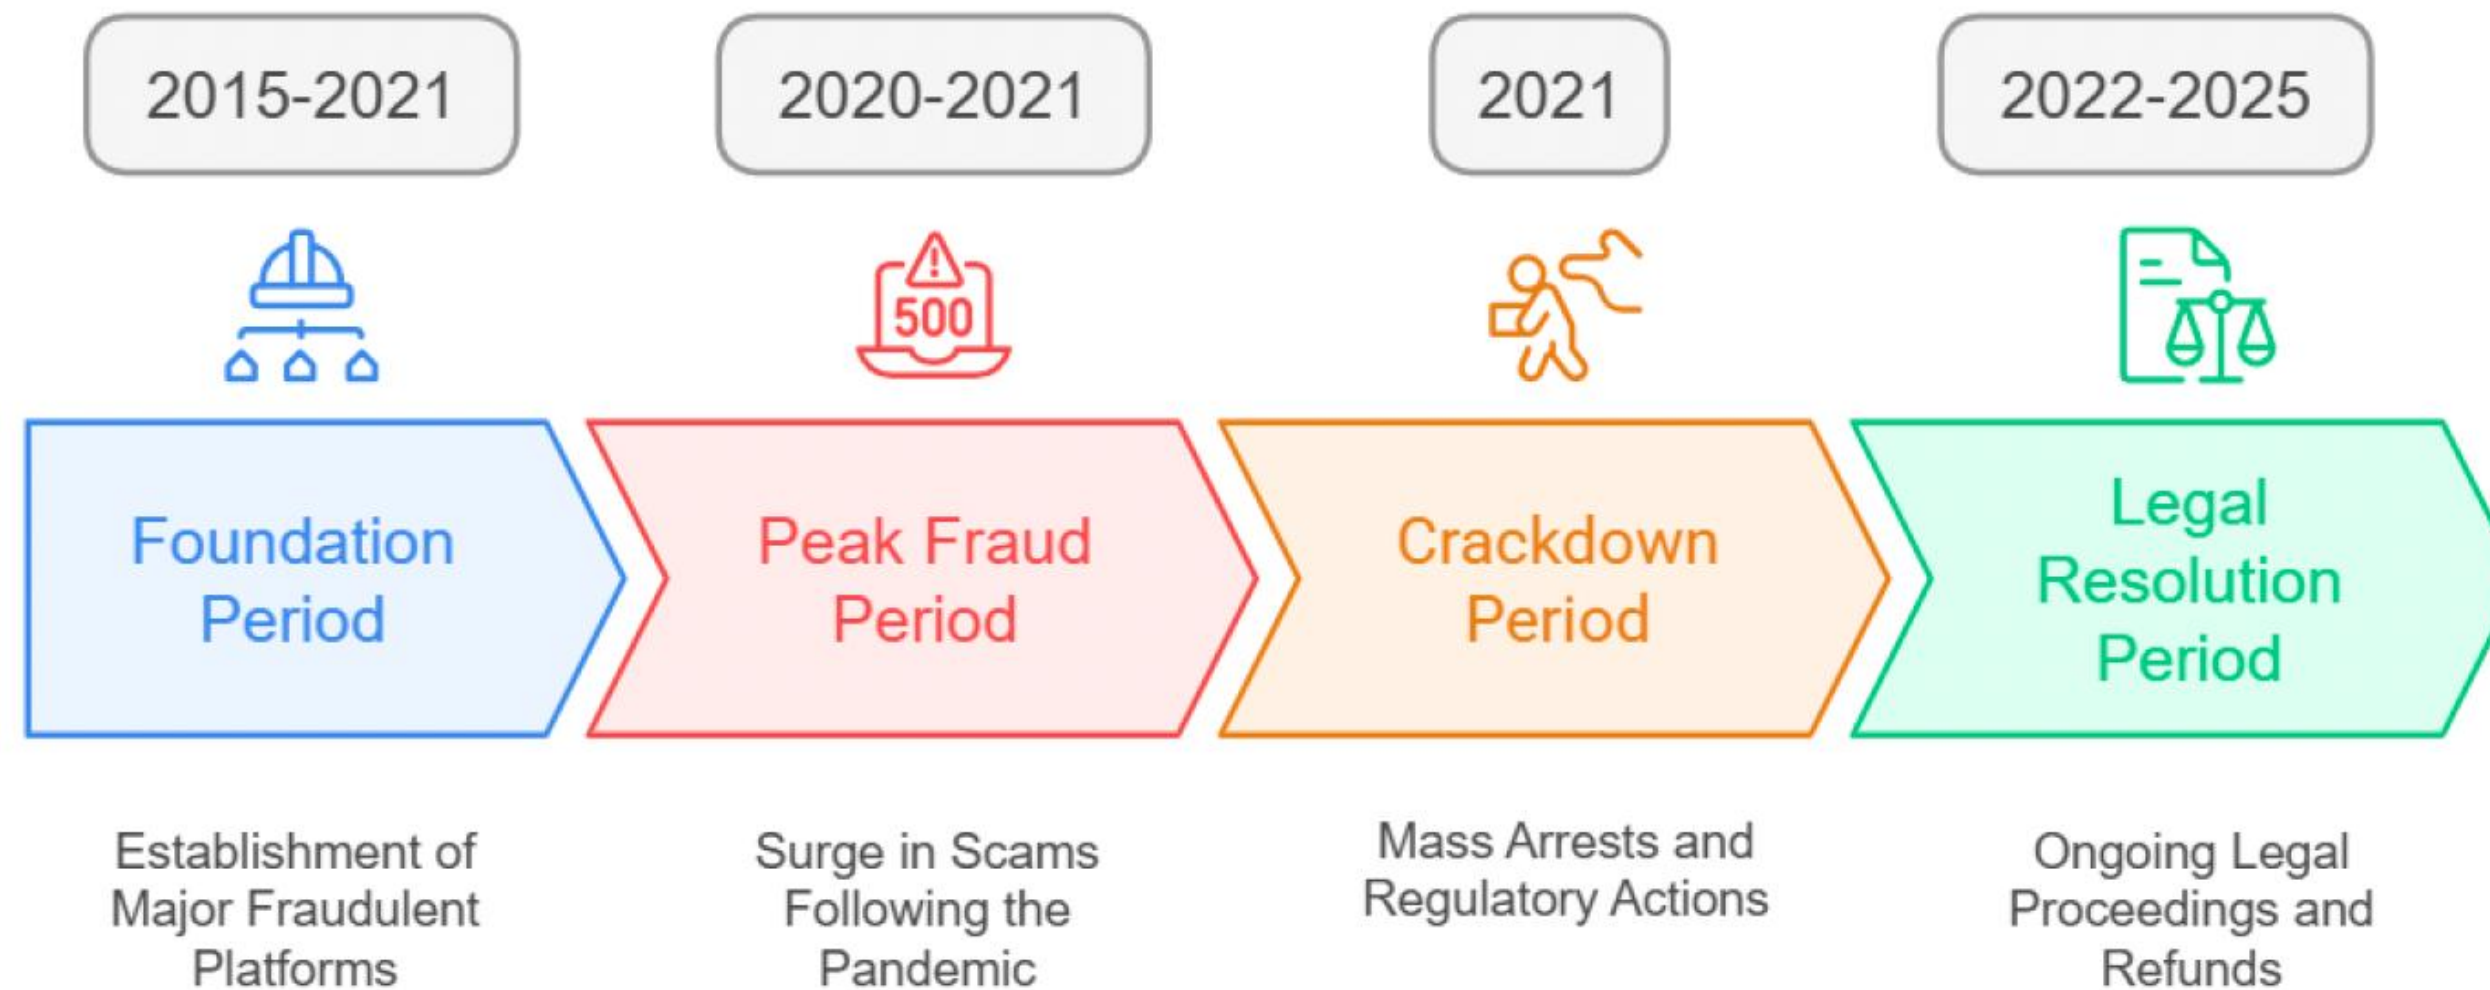 2015-2021
2020-2021
2021
2022-2025
500
Foundation
Period
Peak Fraud
Period
Crackdown
Period
Legal
Resolution
Period
Establishment of
Major Fraudulent
Platforms
Surge in Scams
Following the
Pandemic
Mass Arrests and
Regulatory Actions
Ongoing Legal
Proceedings and
Refunds